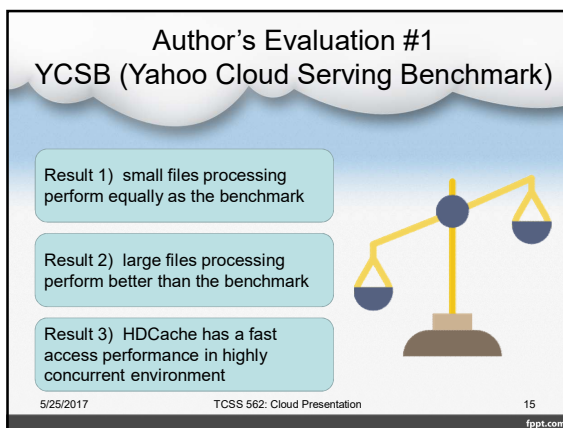 Author's Evaluation #1
YCSB (Yahoo Cloud Serving Benchmark)
Result 1) small files processing
perform equally as the benchmark
Result 2) large files processing
perform better than the benchmark
Result 3) HDCache has a fast
access performance in highly
concurrent environment
5/25/2017 TCSS 562: Cloud Presentation 15
fppt.com